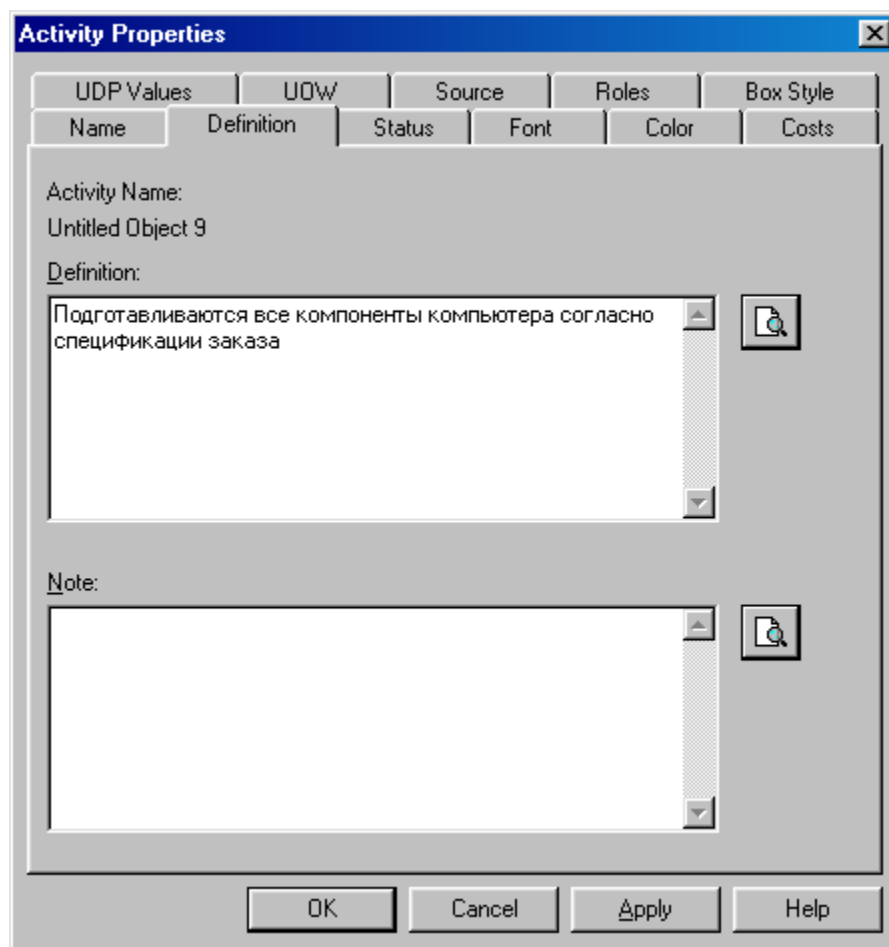 Activity Properties
UDP Values UOW Source Roles Box Style
Name Definition Status Font Color Costs
Activity Name:
Untitled Object 9
Definition:
Подготавливаются все компоненты компьютера согласно
спецификации заказа
Note:
OK Cancel Apply Help